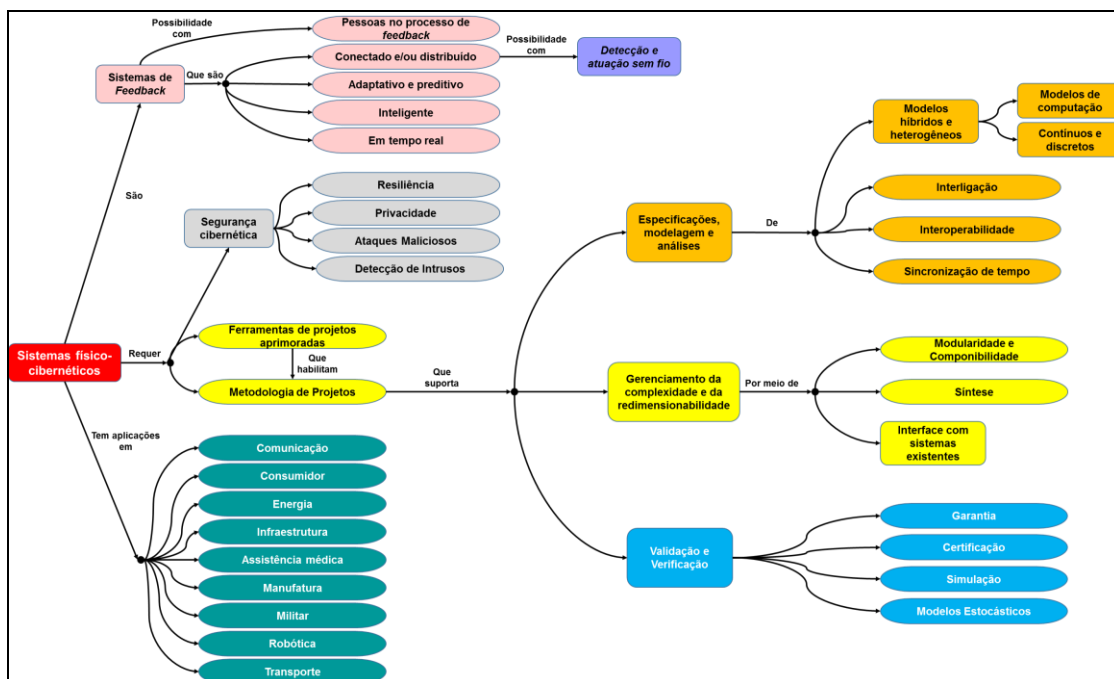 Possibilidade
com
Pessoas no processo de
feedback
Sistemas de
Feedback
Que são
Conectado e/ou distribuido
Possibilidade
com
Detecção e
atuação sem fio
Adaptativo e preditivo
Inteligente
Em tempo real
São
Segurança
cibernética
Resiliência
Privacidade
Ataques Maliciosos
Detecção de Intrusos
Sistemas físico-
cibernéticos
Requer
Ferramentas de projetos
aprimoradas
Que
habilitam
Metodologia de Projetos
Que
suporta
Tem aplicações
em
Comunicação
Consumidor
Energia
Infraestrutura
Assistência médica
Manufatura
Militar
Robótica
Transporte
Especificações,
modelagem e
análises
De
Modelos
híbridos e
heterogêneos
Modelos de
computação
Contínuos e
discretos
Interligação
Interoperabilidade
Sincronização de tempo
Gerenciamento da
complexidade e da
redimensionabilidade
Por meio de
Modularidade e
Componibilidade
Síntese
Interface com
sistemas
existentes
Validação e
Verificação
Garantia
Certificação
Simulação
Modelos Estocásticos